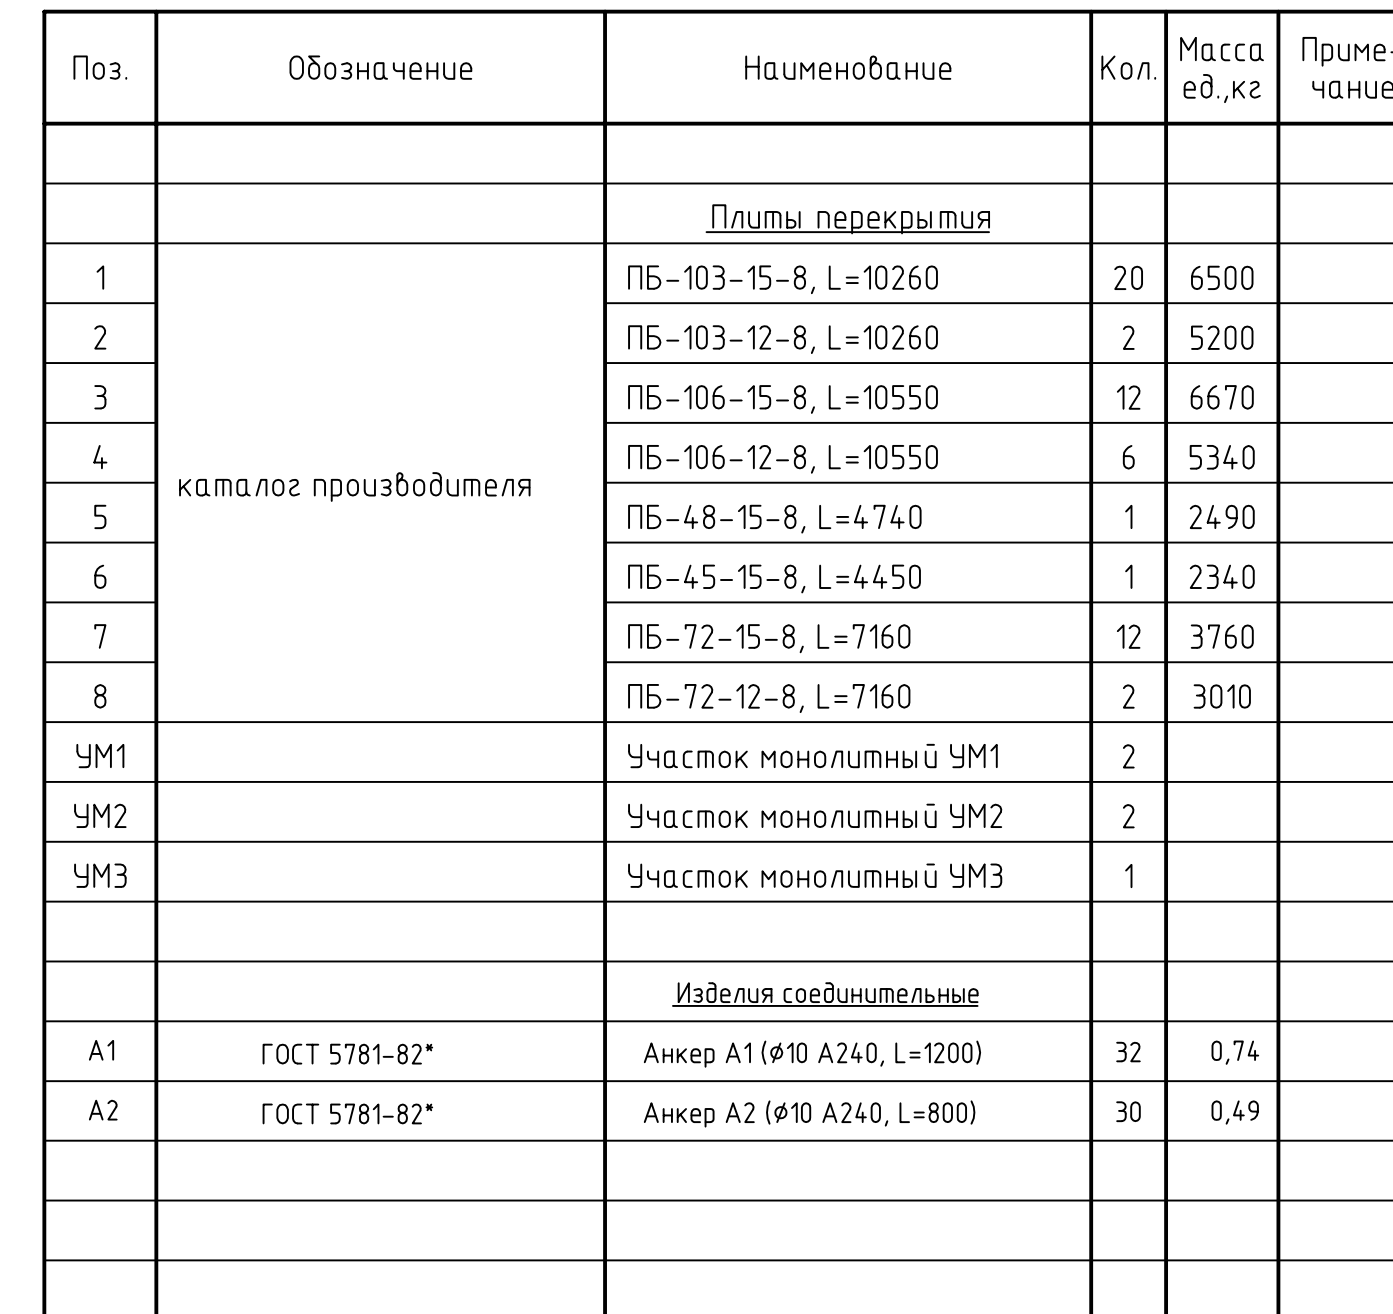 Поз. Обозначение Наименование Кол. Масса ед.,кг Приме-чание
Плиты перекрытия
1 ПБ-103-15-8, L=10260 20 6500
2 ПБ-103-12-8, L=10260 2 5200
3 ПБ-106-15-8, L=10550 12 6670
4 ПБ-106-12-8, L=10550 6 5340
каталог производителя
5 ПБ-48-15-8, L=4740 1 2490
6 ПБ-45-15-8, L=4450 1 2340
7 ПБ-72-15-8, L=7160 12 3760
8 ПБ-72-12-8, L=7160 2 3010
УМ1 Участок монолитный УМ1 2
УМ2 Участок монолитный УМ2 2
УМ3 Участок монолитный УМ3 1
Изделия соединительные
А1 ГОСТ 5781-82* Анкер А1 (⌀10 А240, L=1200) 32 0,74
А2 ГОСТ 5781-82* Анкер А2 (⌀10 А240, L=800) 30 0,49